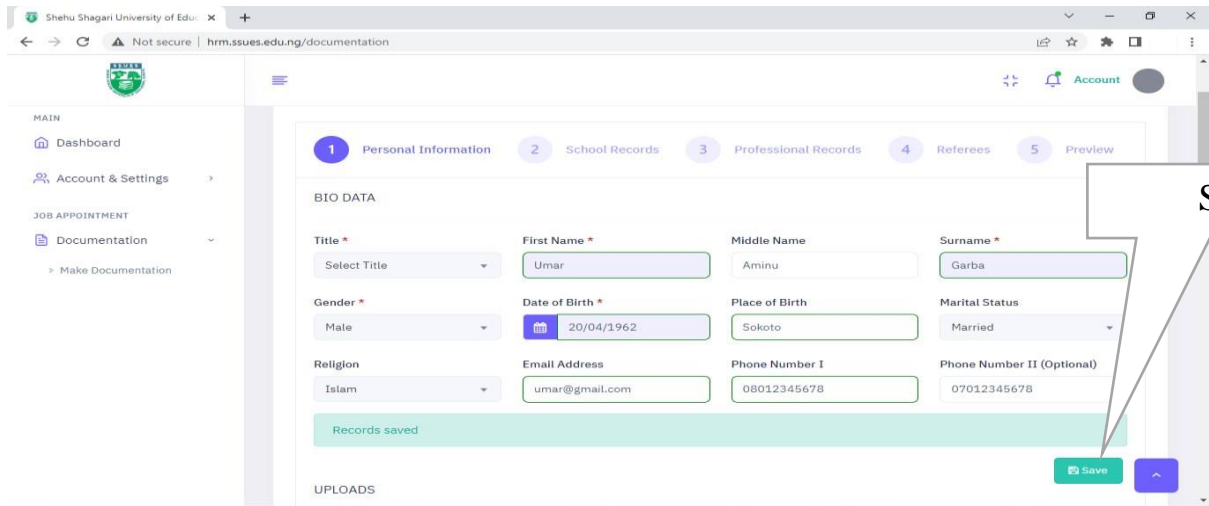 Shehu Shagari University of Educ
Not secure | hrm.ssues.edu.ng/documentation
SSUES
Account
MAIN
Dashboard
Account & Settings
JOB APPOINTMENT
Documentation
Make Documentation
1 Personal Information 2 School Records 3 Professional Records 4 Referees 5 Preview
BIO DATA
S
Title * First Name * Middle Name Surname *
Select Title Umar Aminu Garba
Gender * Date of Birth * Place of Birth Marital Status
Male 20/04/1962 Sokoto Married
Religion Email Address Phone Number I Phone Number II (Optional)
Islam umar@gmail.com 08012345678 07012345678
Records saved
Save
UPLOADS